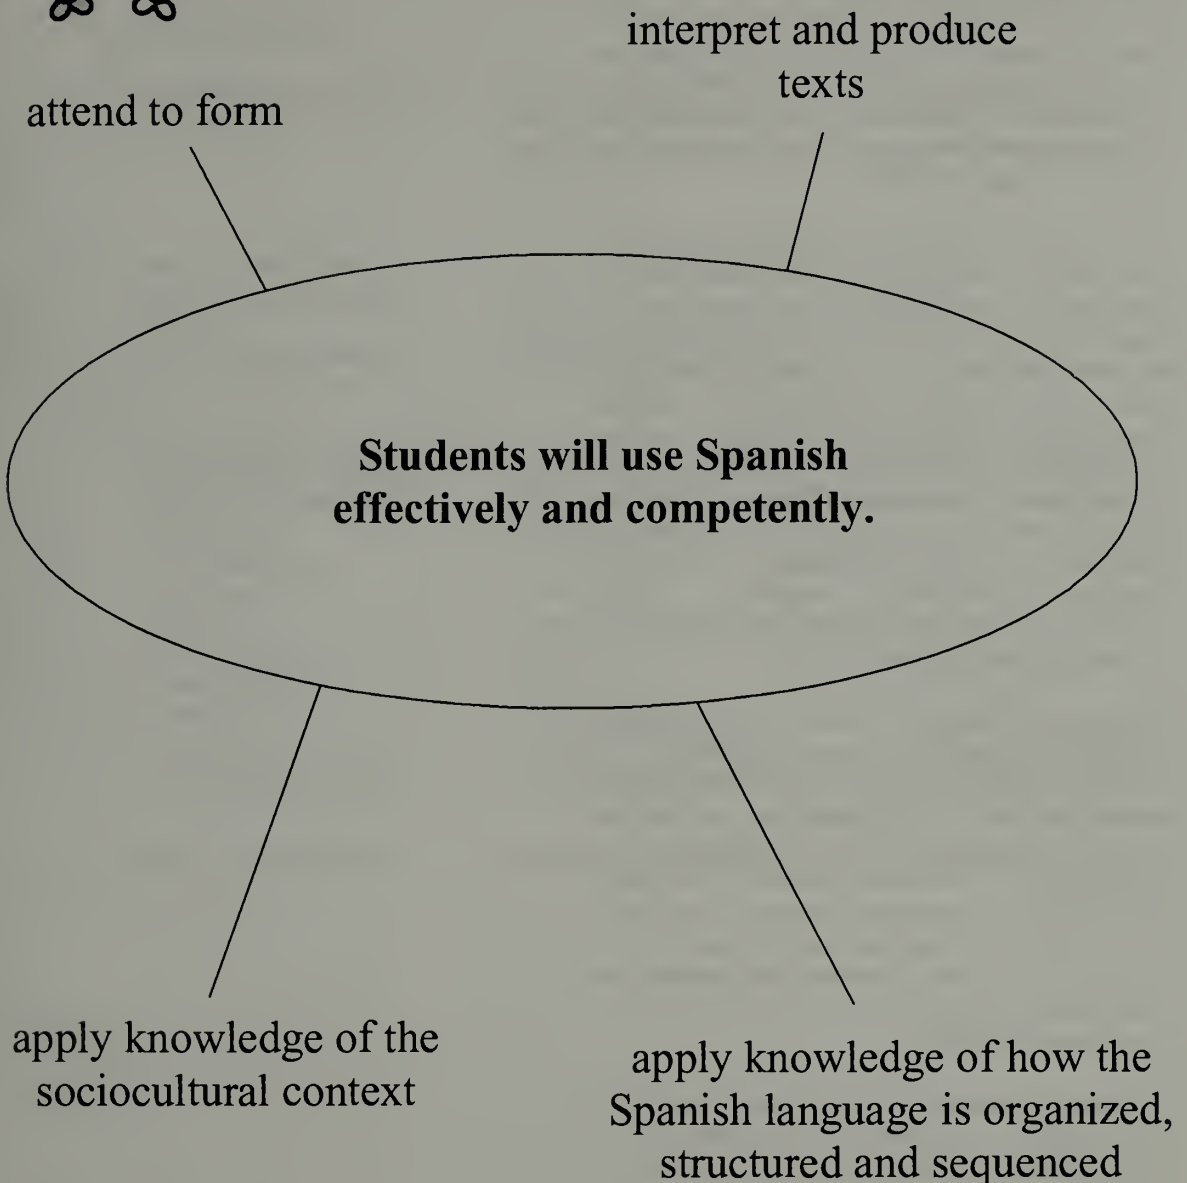 interpret and produce
texts
attend to form
Students will use Spanish
effectively and competently.
apply knowledge of the
sociocultural context
apply knowledge of how the
Spanish language is organized,
structured and sequenced